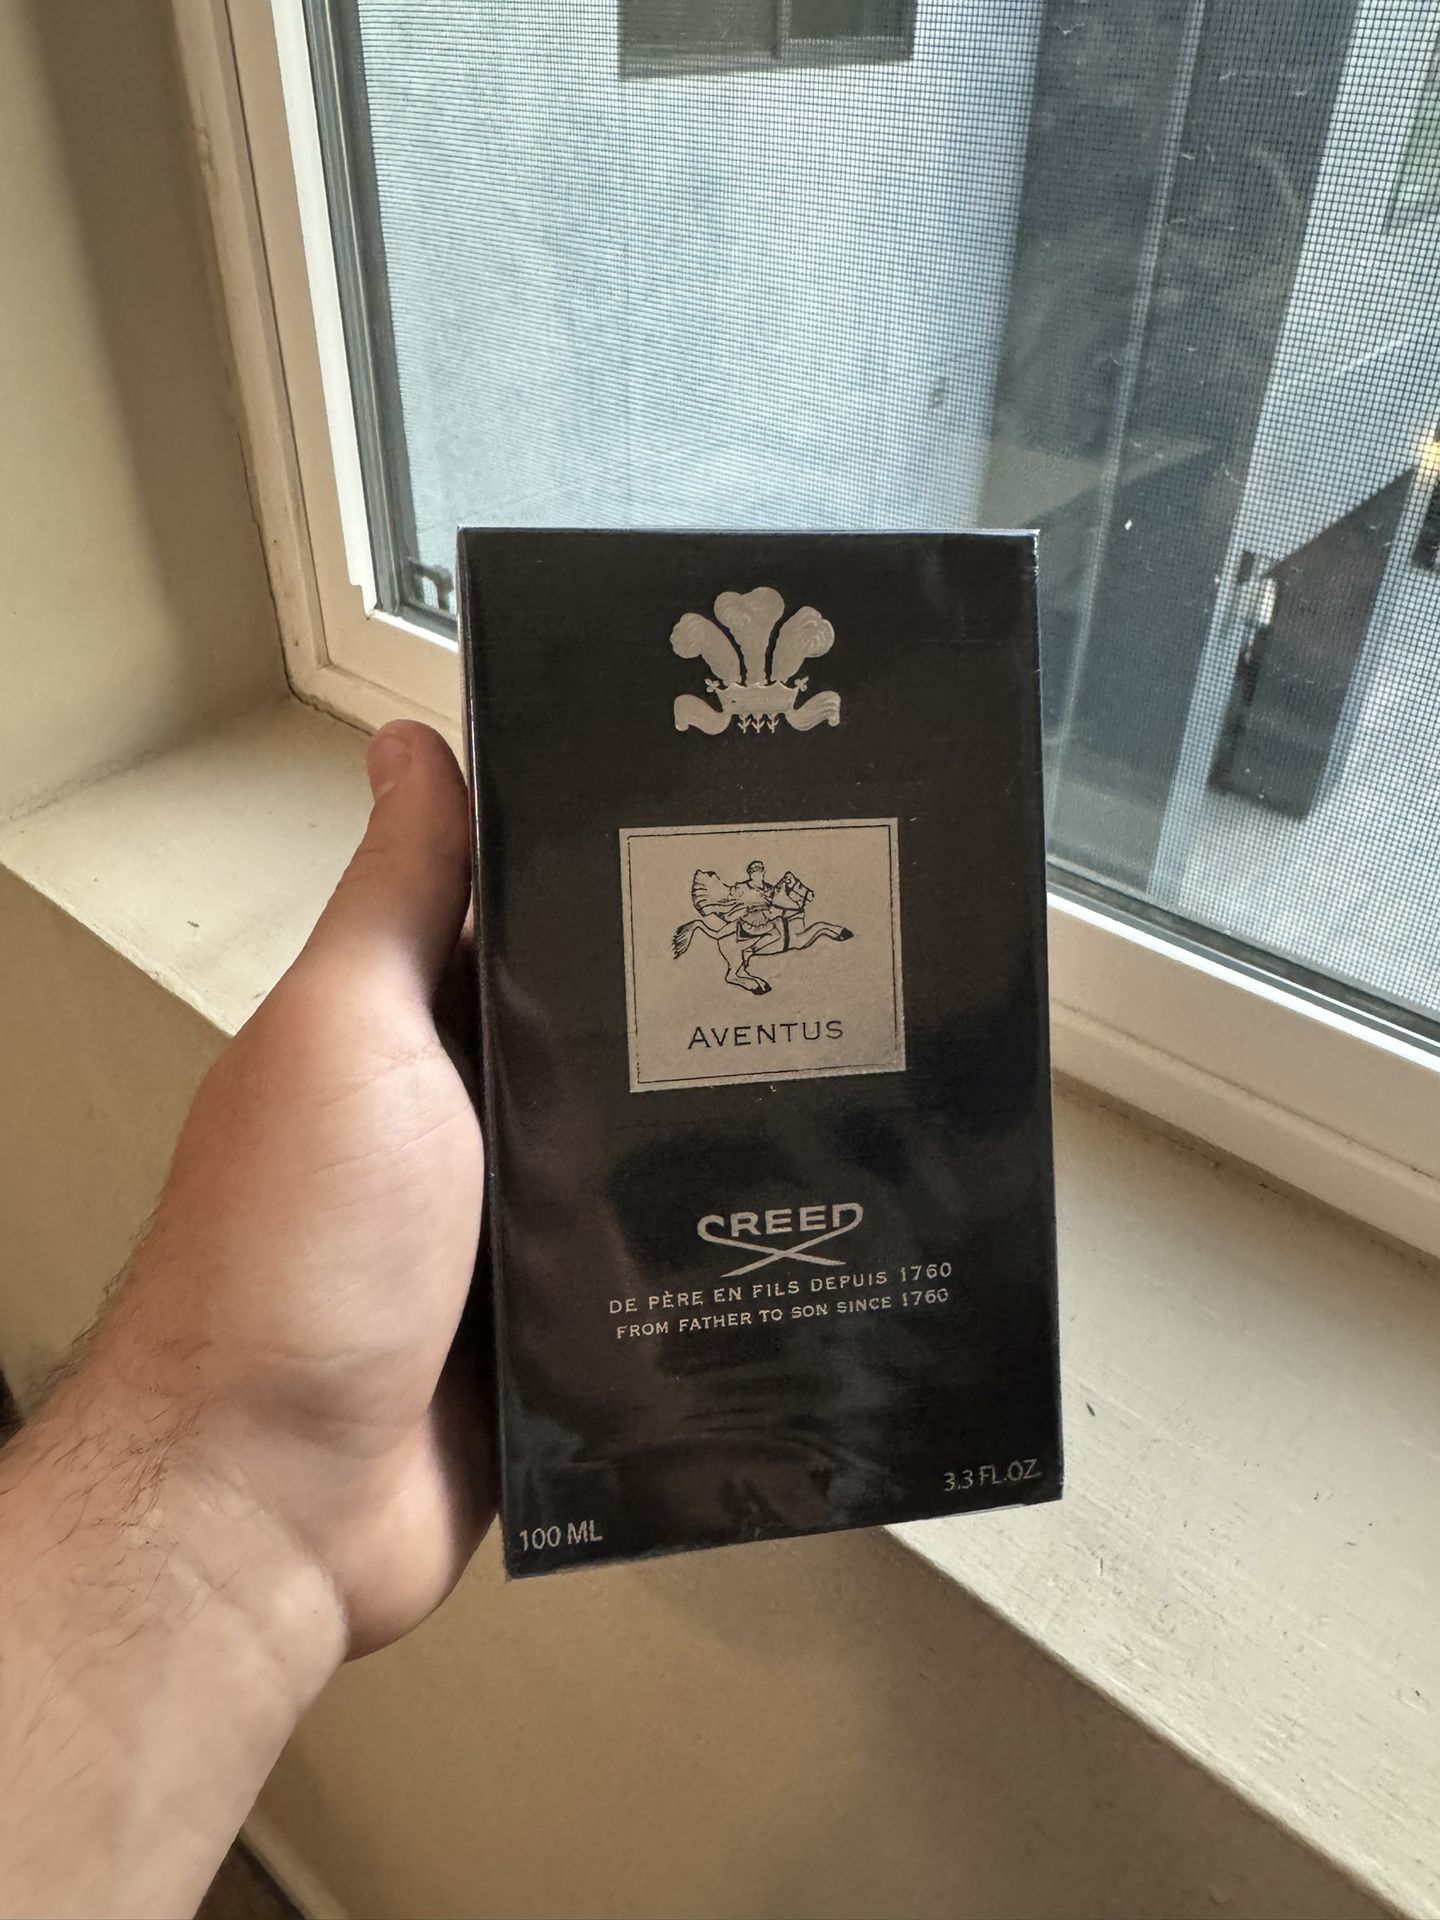 AVENTUS
CREED
DE PÈRE EN FILS DEPUIS 1760
FROM FATHER TO SON SINCE 1760
3.3 FL.OZ
100 ML